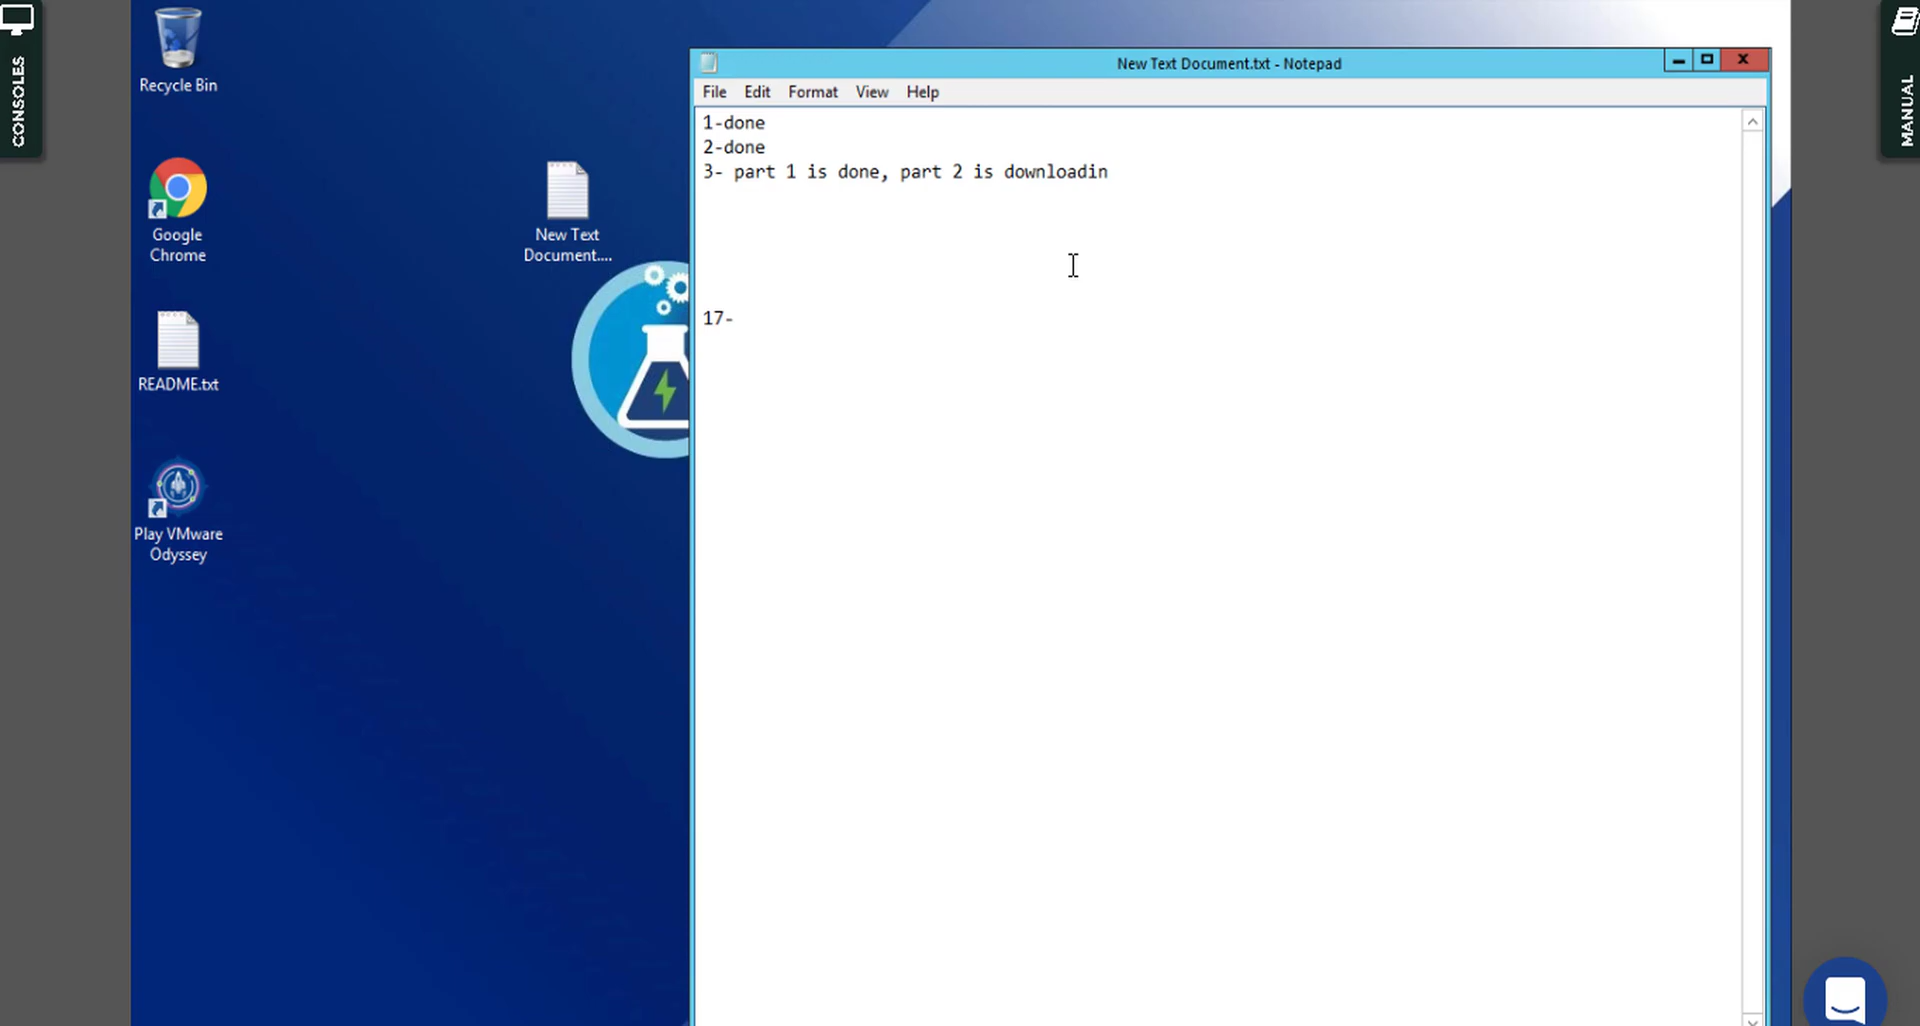 CONSOLES
MANUAL
Recycle Bin
Google
Chrome
README.txt
Play VMware
Odyssey
New Text
Document....
New Text Document.txt - Notepad
File Edit Format View Help
1-done
2-done
3- part 1 is done, part 2 is downloadin
17-